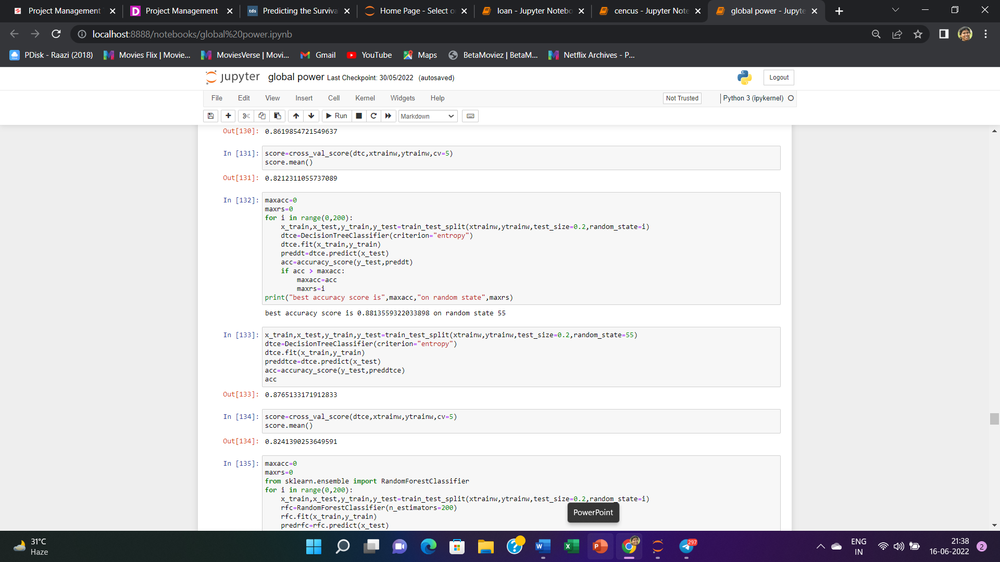 Project Management
Project Management
tds Predicting the Surviva
Home Page - Select o
loan - Jupyter Notebo
cencus - Jupyter Note
global power - Jupyte
localhost:8888/notebooks/global%20power.ipynb
PDisk - Raazi (2018)
Movies Flix | Movie...
MoviesVerse | Movi...
Gmail
YouTube
Maps
BetaMoviez | BetaM...
Netflix Archives - P...
jupyter global power Last Checkpoint: 30/05/2022 (autosaved)
Logout
File Edit View Insert Cell Kernel Widgets Help
Not Trusted
Python 3 (ipykernel)
Run
Markdown
Out[130]: 0.8619854721549637
In [131]: score=cross_val_score(dtc,xtrainw,ytrainw,cv=5)
score.mean()
Out[131]: 0.8212311055737089
In [132]: maxacc=0
maxrs=0
for i in range(0,200):
    x_train,x_test,y_train,y_test=train_test_split(xtrainw,ytrainw,test_size=0.2,random_state=i)
    dtce=DecisionTreeClassifier(criterion="entropy")
    dtce.fit(x_train,y_train)
    preddt=dtce.predict(x_test)
    acc=accuracy_score(y_test,preddt)
    if acc > maxacc:
        maxacc=acc
        maxrs=i
print("best accuracy score is",maxacc,"on random state",maxrs)
best accuracy score is 0.8813559322033898 on random state 55
In [133]: x_train,x_test,y_train,y_test=train_test_split(xtrainw,ytrainw,test_size=0.2,random_state=55)
dtce=DecisionTreeClassifier(criterion="entropy")
dtce.fit(x_train,y_train)
preddtce=dtce.predict(x_test)
acc=accuracy_score(y_test,preddtce)
acc
Out[133]: 0.8765133171912833
In [134]: score=cross_val_score(dtce,xtrainw,ytrainw,cv=5)
score.mean()
Out[134]: 0.8241390253649591
In [135]: maxacc=0
maxrs=0
from sklearn.ensemble import RandomForestClassifier
for i in range(0,200):
    x_train,x_test,y_train,y_test=train_test_split(xtrainw,ytrainw,test_size=0.2,random_state=i)
    rfc=RandomForestClassifier(n_estimators=200)
    rfc.fit(x_train,y_train)
    predrfc=rfc.predict(x_test)
PowerPoint
31°C
Haze
297
ENG
IN
21:38
16-06-2022
2